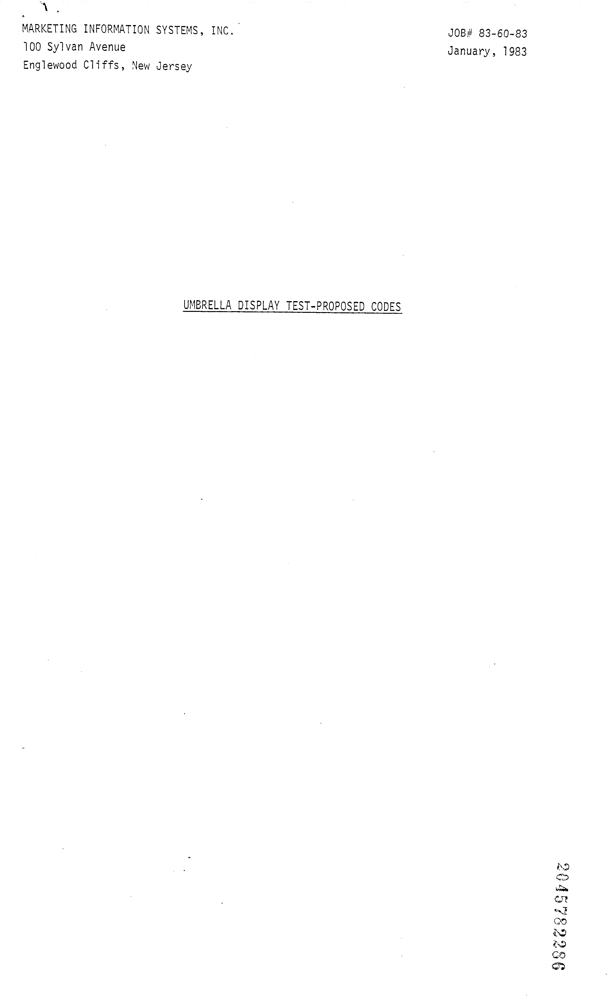 MARKETING INFORMATION SYSTEMS, INC.
100 Sylvan Avenue
Englewood Cliffs, New Jersey
JOB# 83-60-83
January, 1983
UMBRELLA DISPLAY TEST-PROPOSED CODES
2045782286